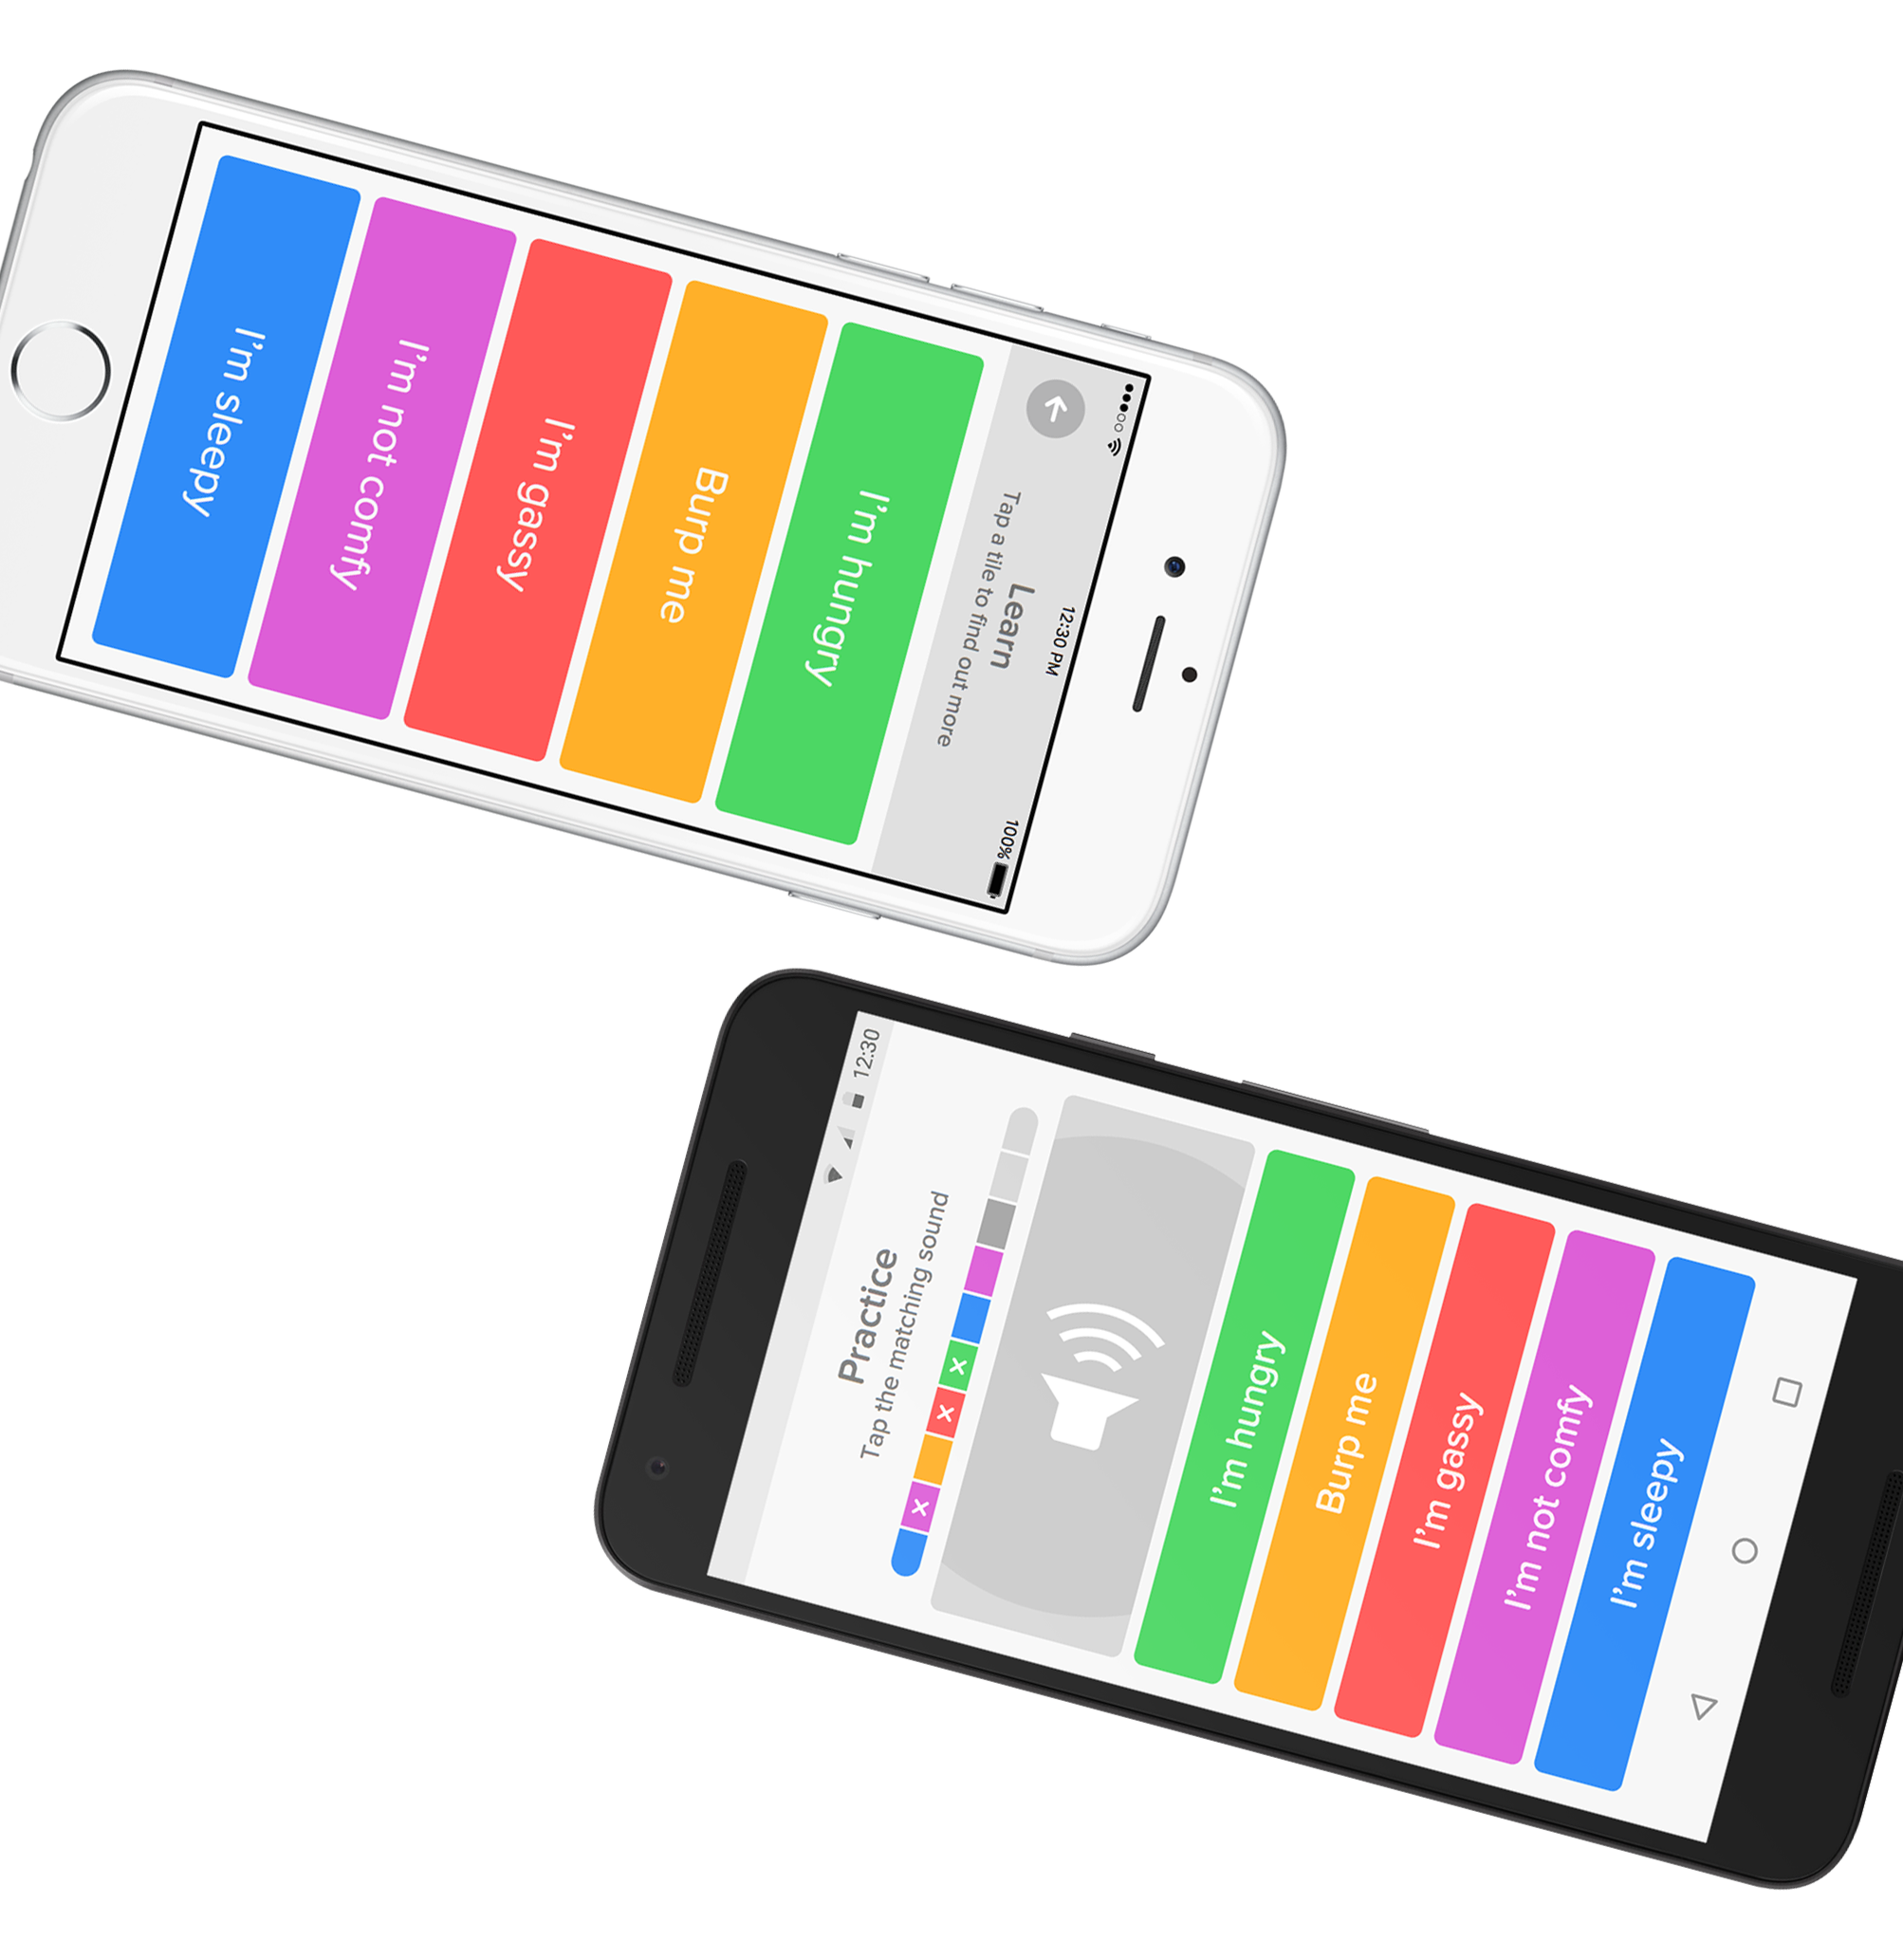 12:30 PM
100%
Learn
Tap a tile to find out more
I'm hungry
Burp me
I'm gassy
I'm not comfy
I'm sleepy
12:30
Practice
Tap the matching sound
I'm hungry
Burp me
I'm gassy
I'm not comfy
I'm sleepy